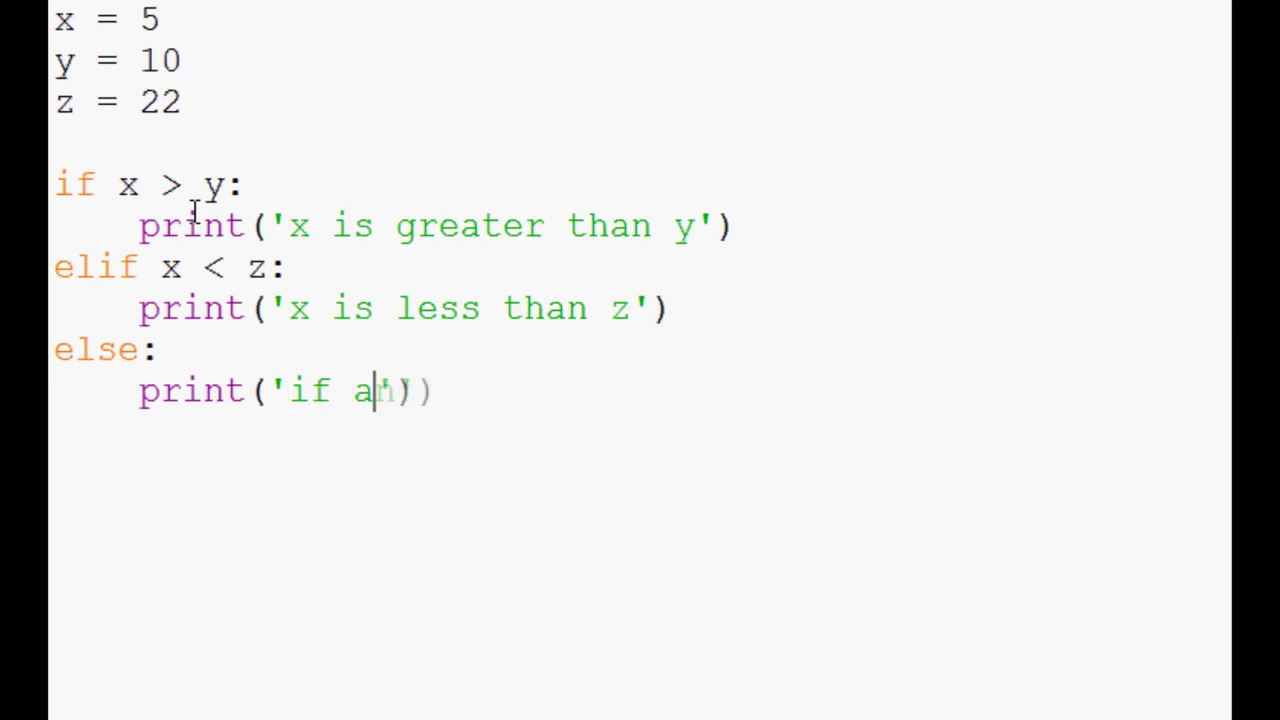 x = 5
y = 10
z = 22
if x > y:
    print('x is greater than y')
elif x < z:
    print('x is less than z')
else:
    print('if a')